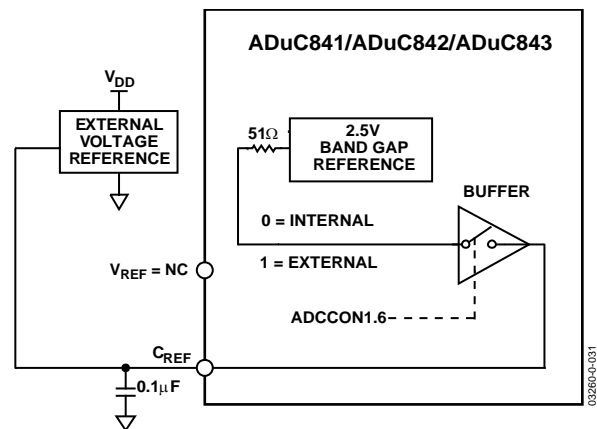 ADuC841/ADuC842/ADuC843
VDD
EXTERNAL
VOLTAGE
REFERENCE
51Ω
2.5V
BAND GAP
REFERENCE
BUFFER
0 = INTERNAL
1 = EXTERNAL
VREF = NC
ADCCON1.6
CREF
0.1μF
03260-0-031